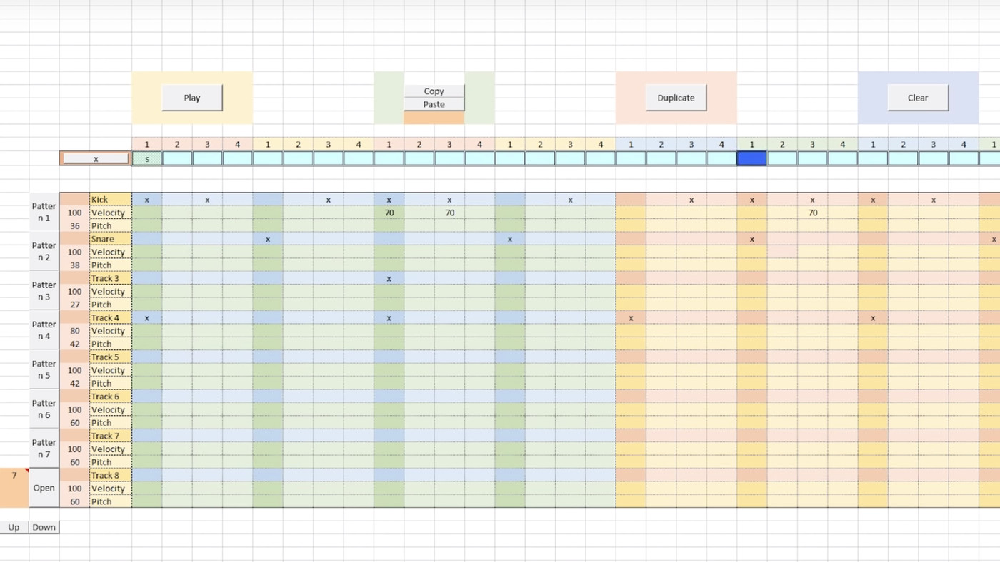 Play
Copy
Paste
Duplicate
Clear
1 2 3 4 1 2 3 4 1 2 3 4 1 2 3 4 1 2 3 4 1 2 3 4 1 2 3 4 1
x s
Patter
n 1
Kick x x x x x x x x x x x
100 Velocity 70 70 70
36 Pitch
Patter
n 2
Snare x x x x
100 Velocity
38 Pitch
Patter
n 3
Track 3 x
100 Velocity
27 Pitch
Patter
n 4
Track 4 x x x x
80 Velocity
42 Pitch
Patter
n 5
Track 5
100 Velocity
42 Pitch
Patter
n 6
Track 6
100 Velocity
60 Pitch
Patter
n 7
Track 7
100 Velocity
60 Pitch
7 Track 8
Open 100 Velocity
60 Pitch
Up Down